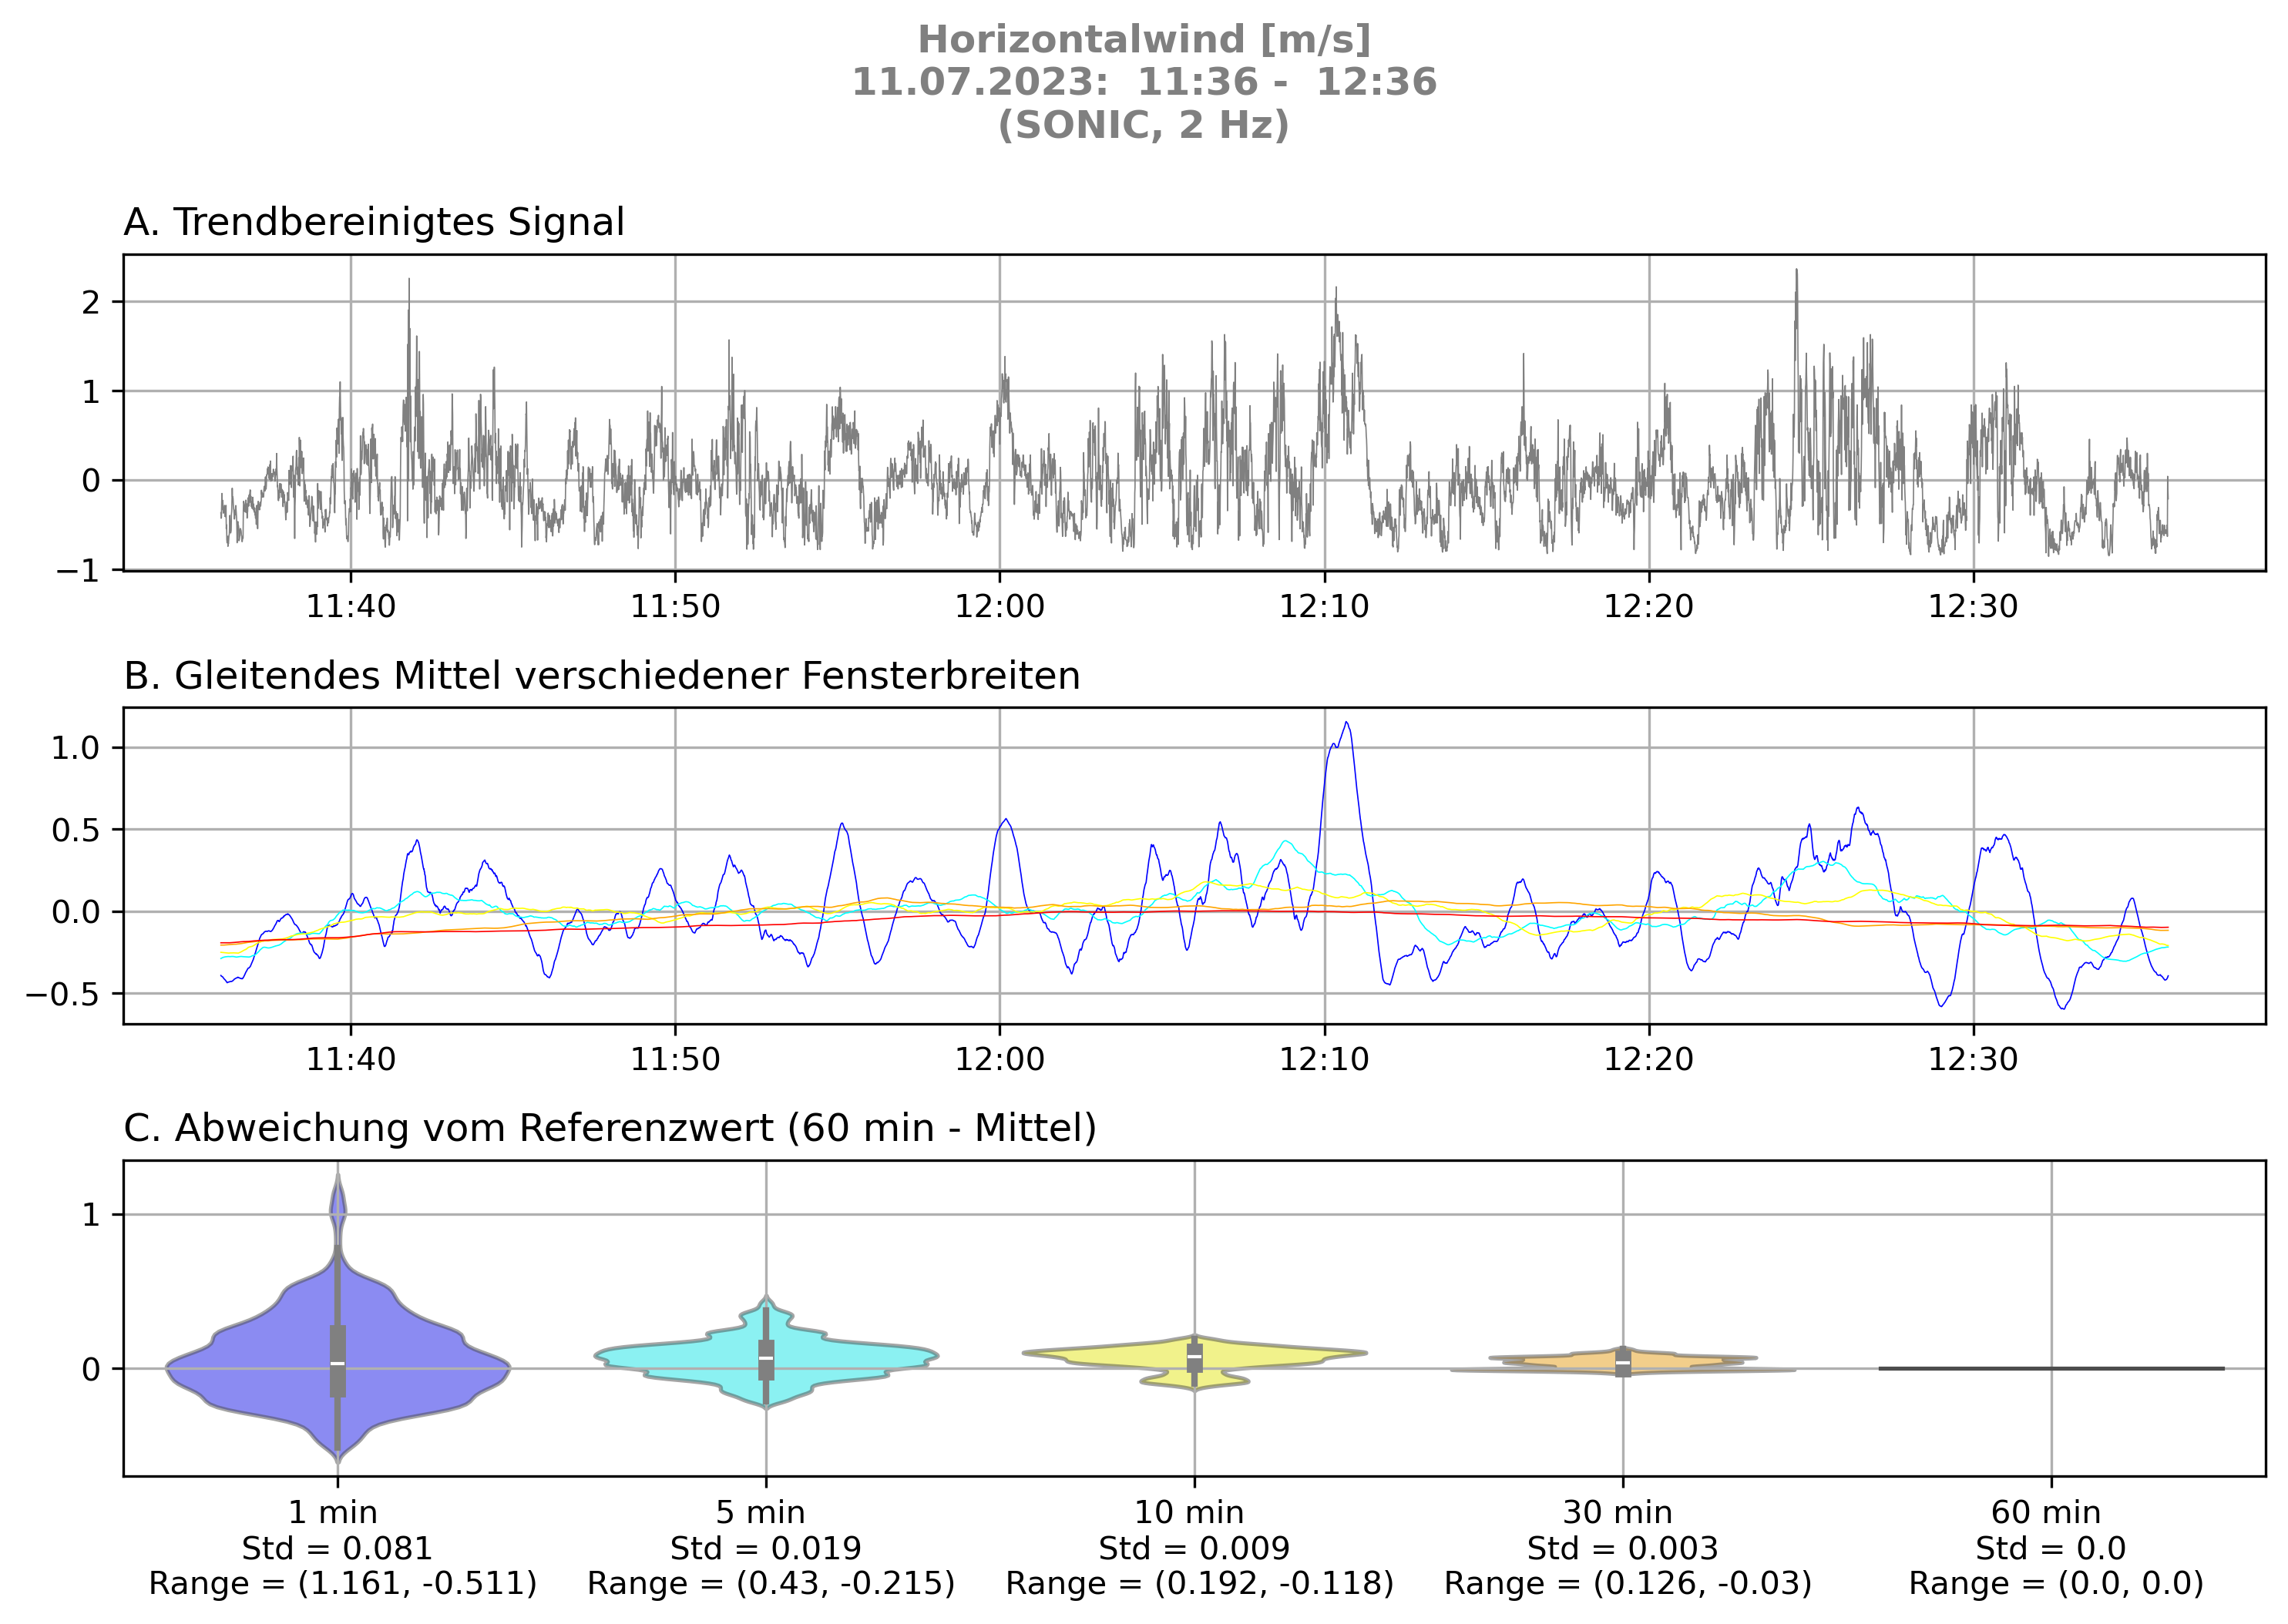 Horizontalwind [m/s]
11.07.2023:  11:36 -  12:36
(SONIC, 2 Hz)
A. Trendbereinigtes Signal
2
1
0
−1
11:40 11:50 12:00 12:10 12:20 12:30
B. Gleitendes Mittel verschiedener Fensterbreiten
1.0
0.5
0.0
−0.5
11:40 11:50 12:00 12:10 12:20 12:30
C. Abweichung vom Referenzwert (60 min - Mittel)
1
0
1 min
Std = 0.081
Range = (1.161, -0.511)
5 min
Std = 0.019
Range = (0.43, -0.215)
10 min
Std = 0.009
Range = (0.192, -0.118)
30 min
Std = 0.003
Range = (0.126, -0.03)
60 min
Std = 0.0
Range = (0.0, 0.0)